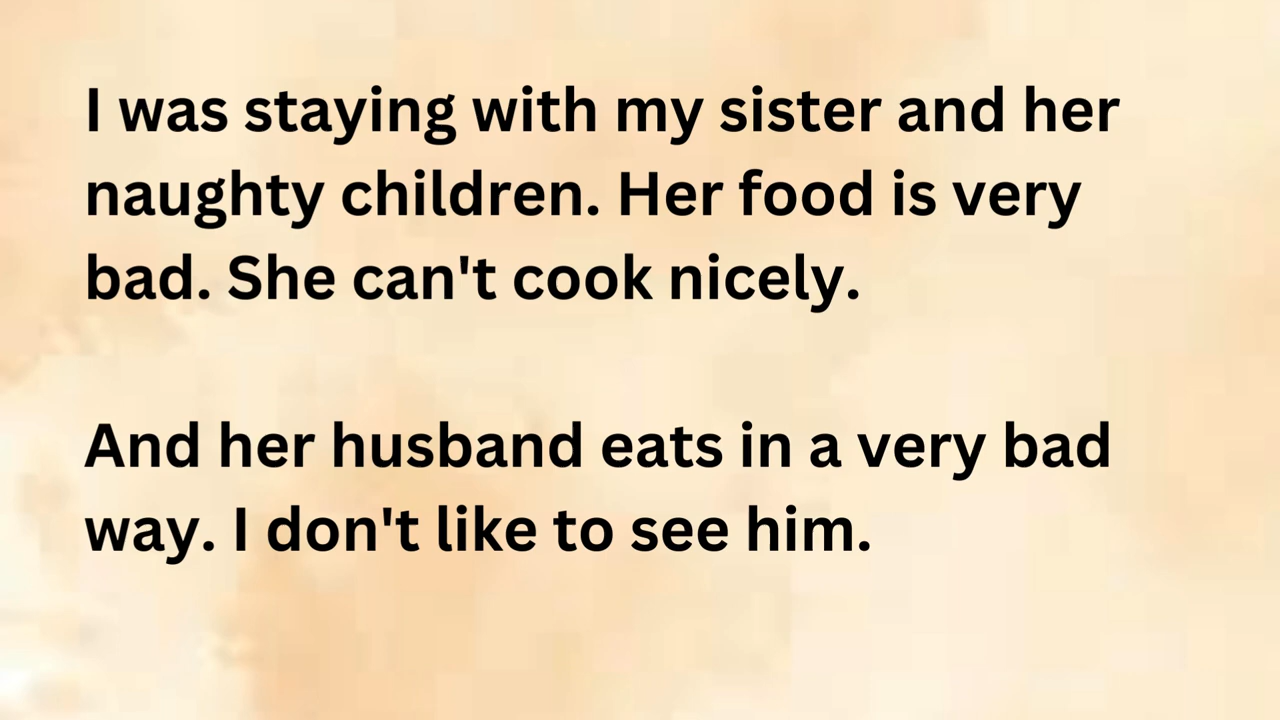 I was staying with my sister and her
naughty children. Her food is very
bad. She can't cook nicely.
And her husband eats in a very bad
way. I don't like to see him.